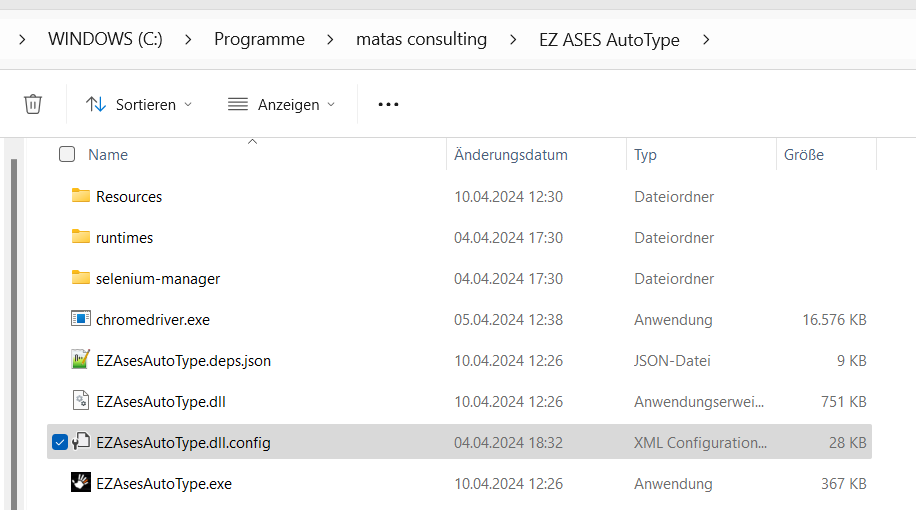 WINDOWS (C:) Programme matas consulting EZ ASES AutoType
Sortieren Anzeigen
Name Änderungsdatum Typ Größe
Resources 10.04.2024 12:30 Dateiordner
runtimes 04.04.2024 17:30 Dateiordner
selenium-manager 04.04.2024 17:30 Dateiordner
chromedriver.exe 05.04.2024 12:38 Anwendung 16.576 KB
EZAsesAutoType.deps.json 10.04.2024 12:26 JSON-Datei 9 KB
EZAsesAutoType.dll 10.04.2024 12:26 Anwendungserwei... 751 KB
EZAsesAutoType.dll.config 04.04.2024 18:32 XML Configuration... 28 KB
EZAsesAutoType.exe 10.04.2024 12:26 Anwendung 367 KB